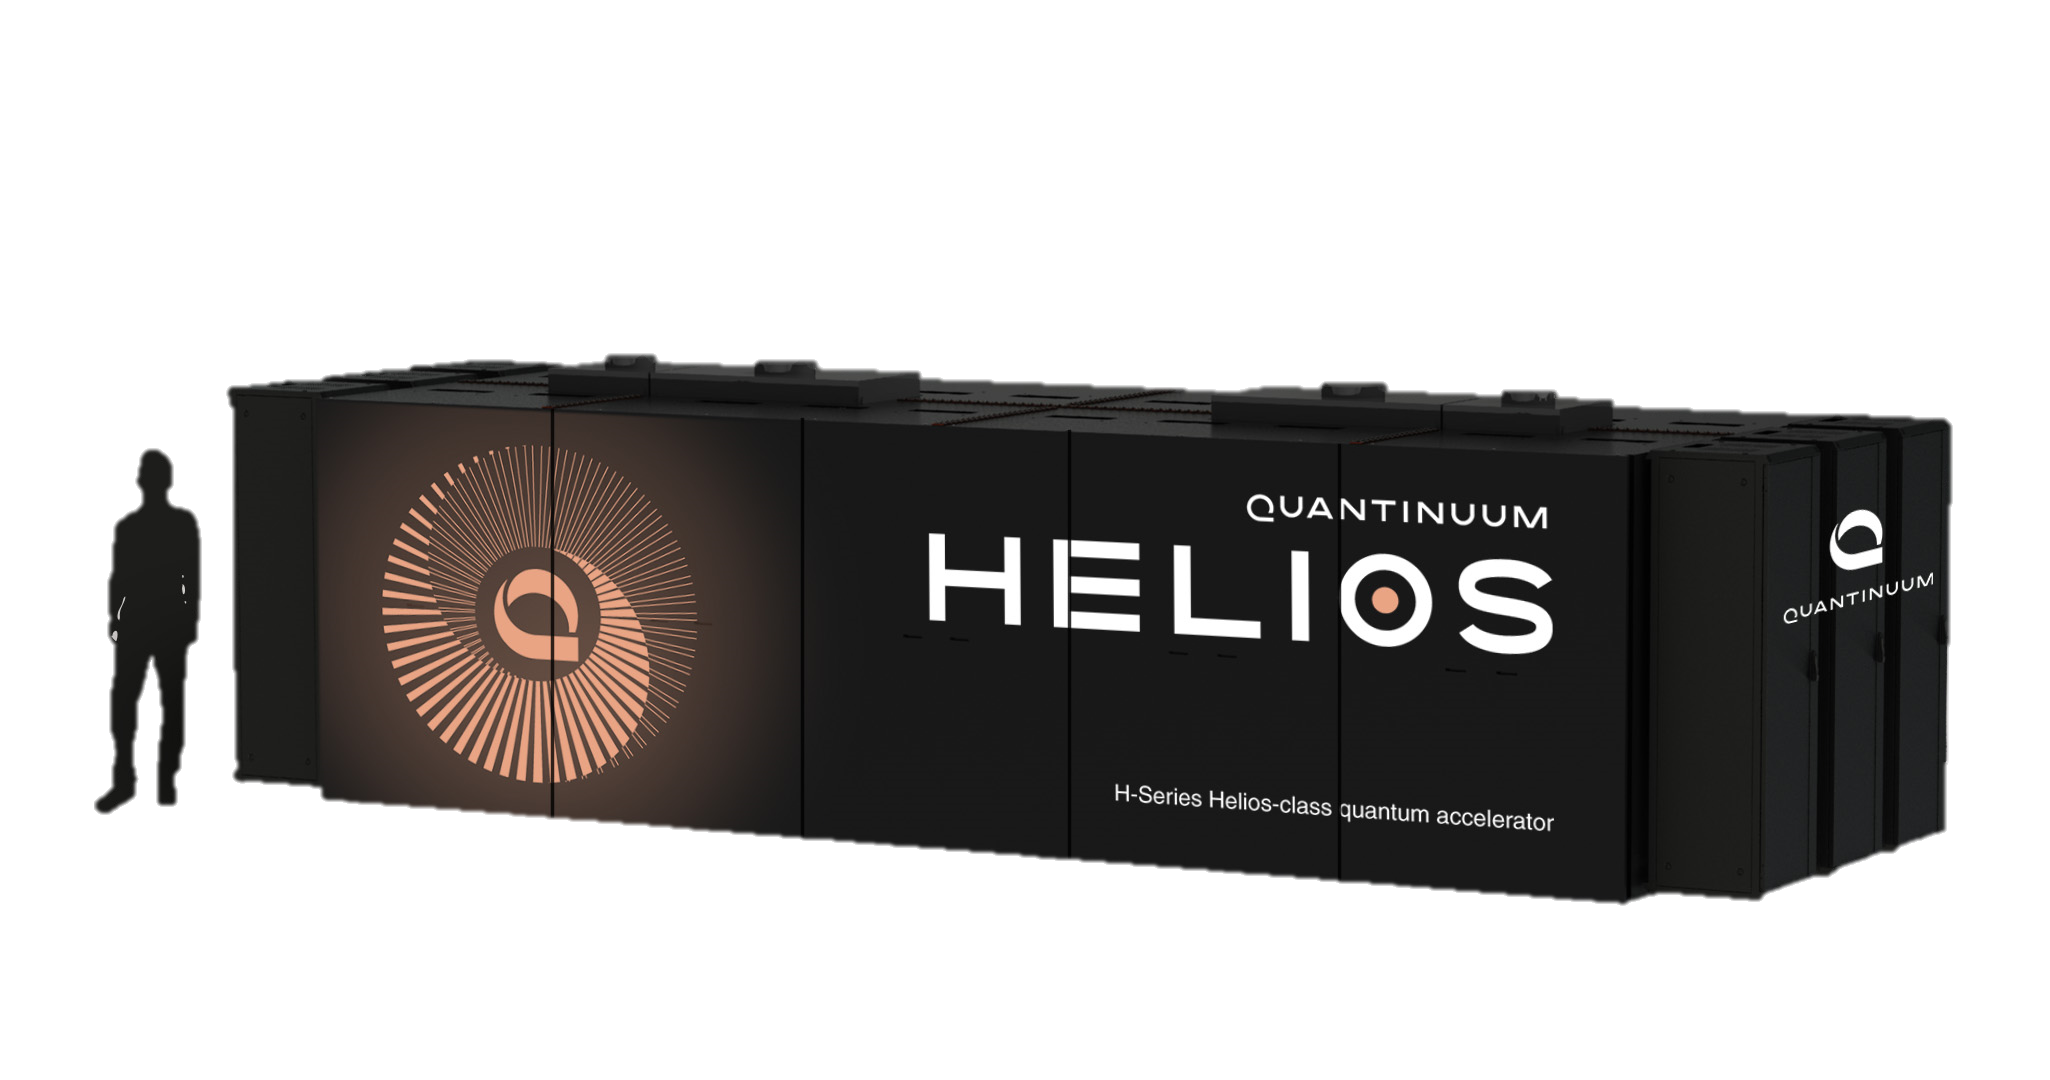 QUANTINUUM
HELIOS
H-Series Helios-class quantum accelerator
QUANTINUUM